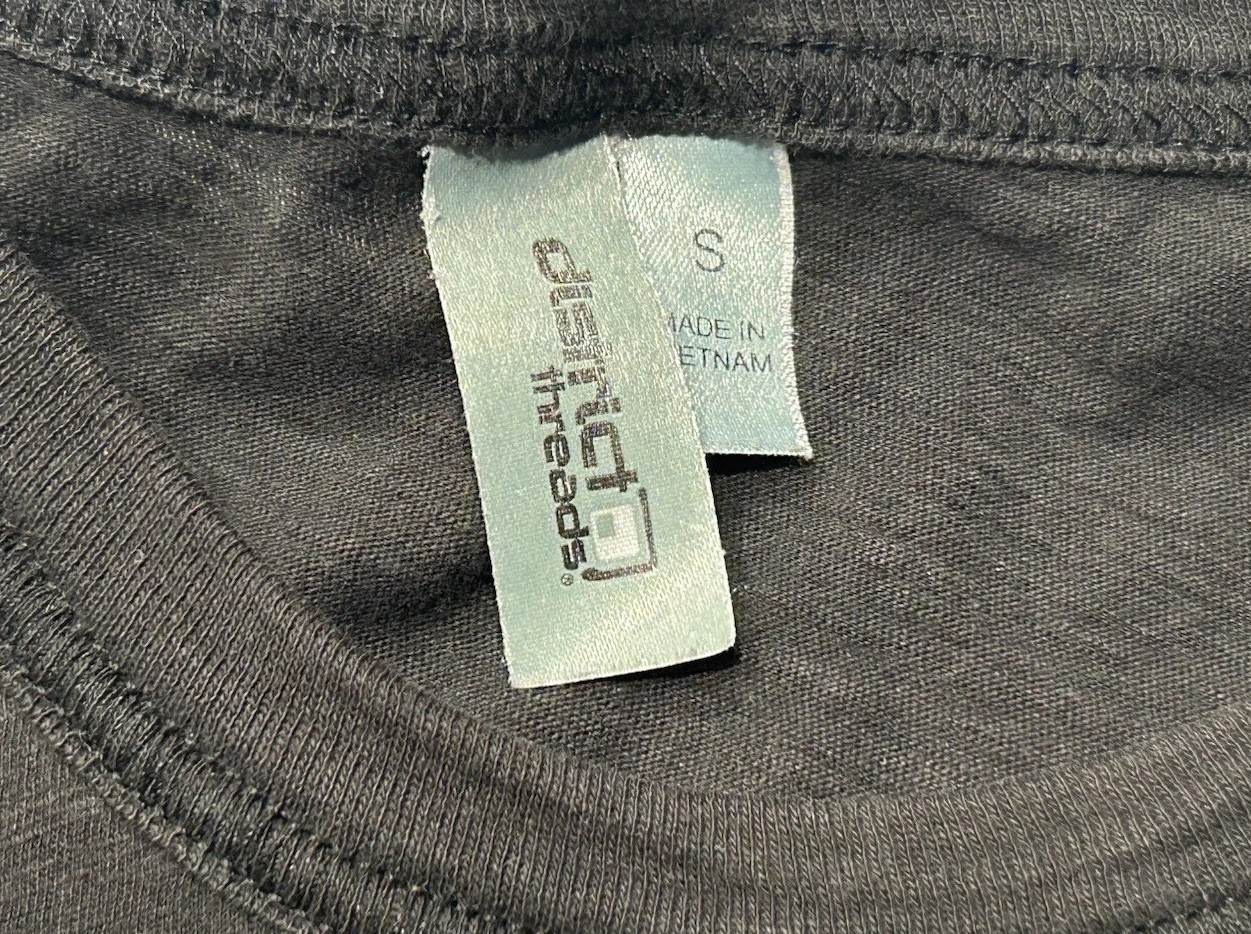 district
threads®
S
MADE IN
VIETNAM